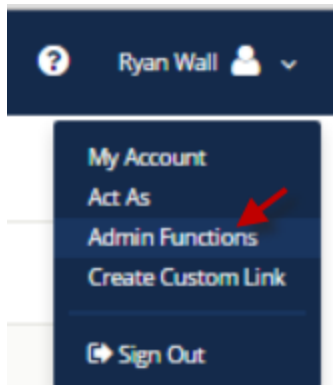 Ryan Wall
My Account
Act As
Admin Functions
Create Custom Link
Sign Out